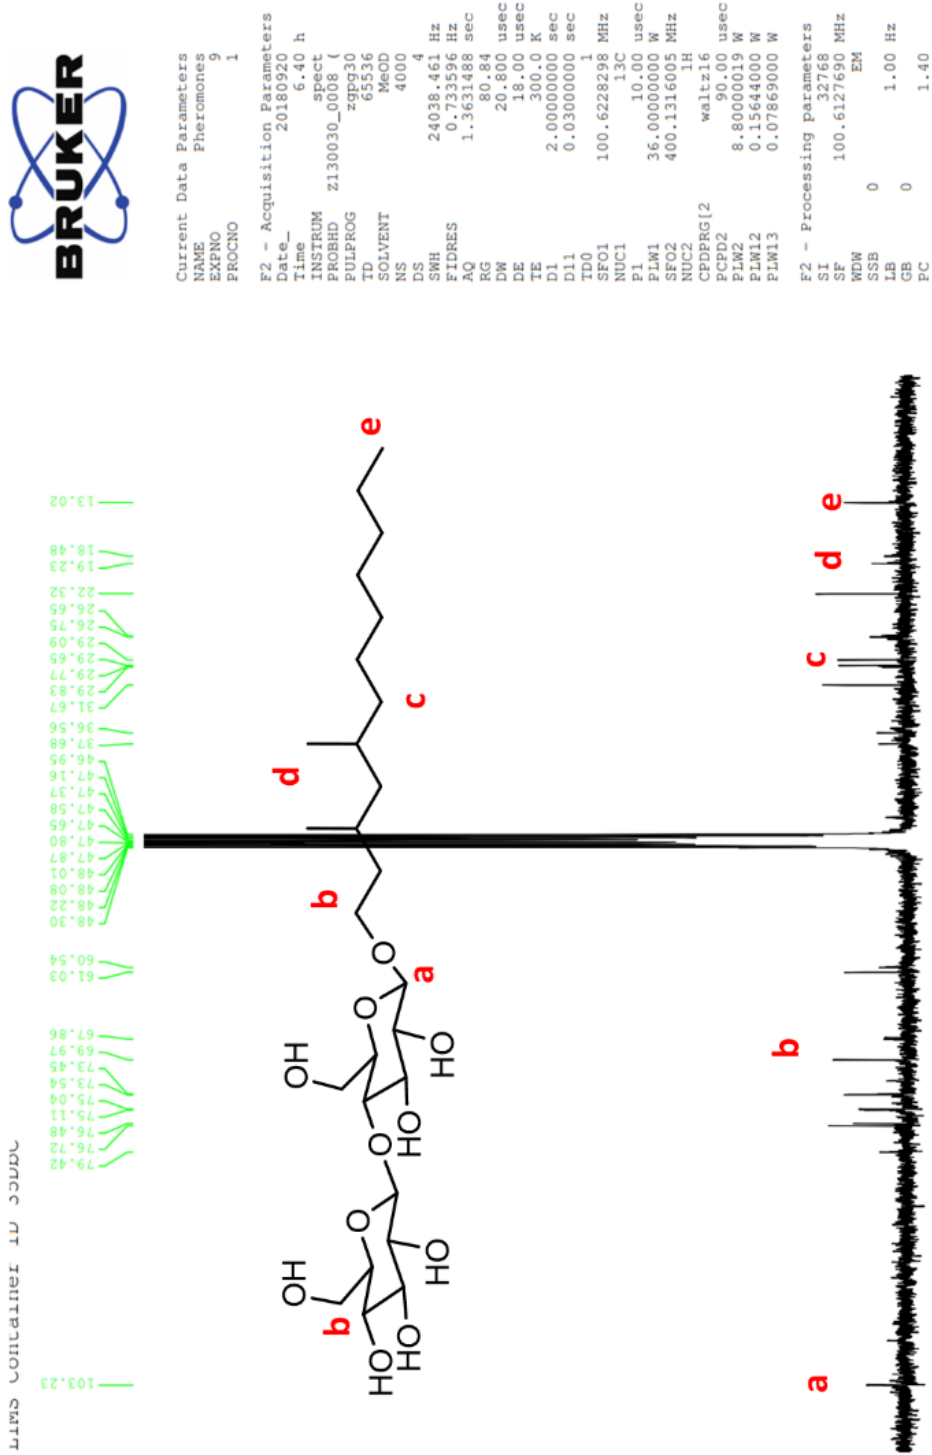 LIMS Container ID
103.23
79.42
76.72
76.48
75.11
75.04
73.54
73.45
69.97
67.86
61.03
60.54
48.30
48.22
48.08
48.01
47.87
47.80
47.65
47.58
47.37
47.16
46.95
37.68
36.56
31.67
29.83
29.77
29.65
29.09
26.75
26.65
22.32
19.23
18.48
13.02
BRUKER
Current Data Parameters
NAME Pheromones
EXPNO 9
PROCNO 1
F2 - Acquisition Parameters
Date_ 20180920
Time 6.40 h
INSTRUM spect
PROBHD Z130030_0008 (
PULPROG zgpg30
TD 65536
SOLVENT MeOD
NS 4000
DS 4
SWH 24038.461 Hz
FIDRES 0.733596 Hz
AQ 1.3631488 sec
RG 80.84
DW 20.800 usec
DE 18.00 usec
TE 300.0 K
D1 2.00000000 sec
D11 0.03000000 sec
TD0 1
SFO1 100.6228298 MHz
NUC1 13C
P1 10.00 usec
PLW1 36.00000000 W
SFO2 400.1316005 MHz
NUC2 1H
CPDPRG[2 waltz16
PCPD2 90.00 usec
PLW2 8.80000019 W
PLW12 0.15644000 W
PLW13 0.07869000 W
F2 - Processing parameters
SI 32768
SF 100.6127690 MHz
WDW EM
SSB 0
LB 1.00 Hz
GB 0
PC 1.40
OH
OH
b
b
d
HO
HO
O
O
HO
O
HO
O
HO
O
HO
a
c
e
a
b
c
d
e